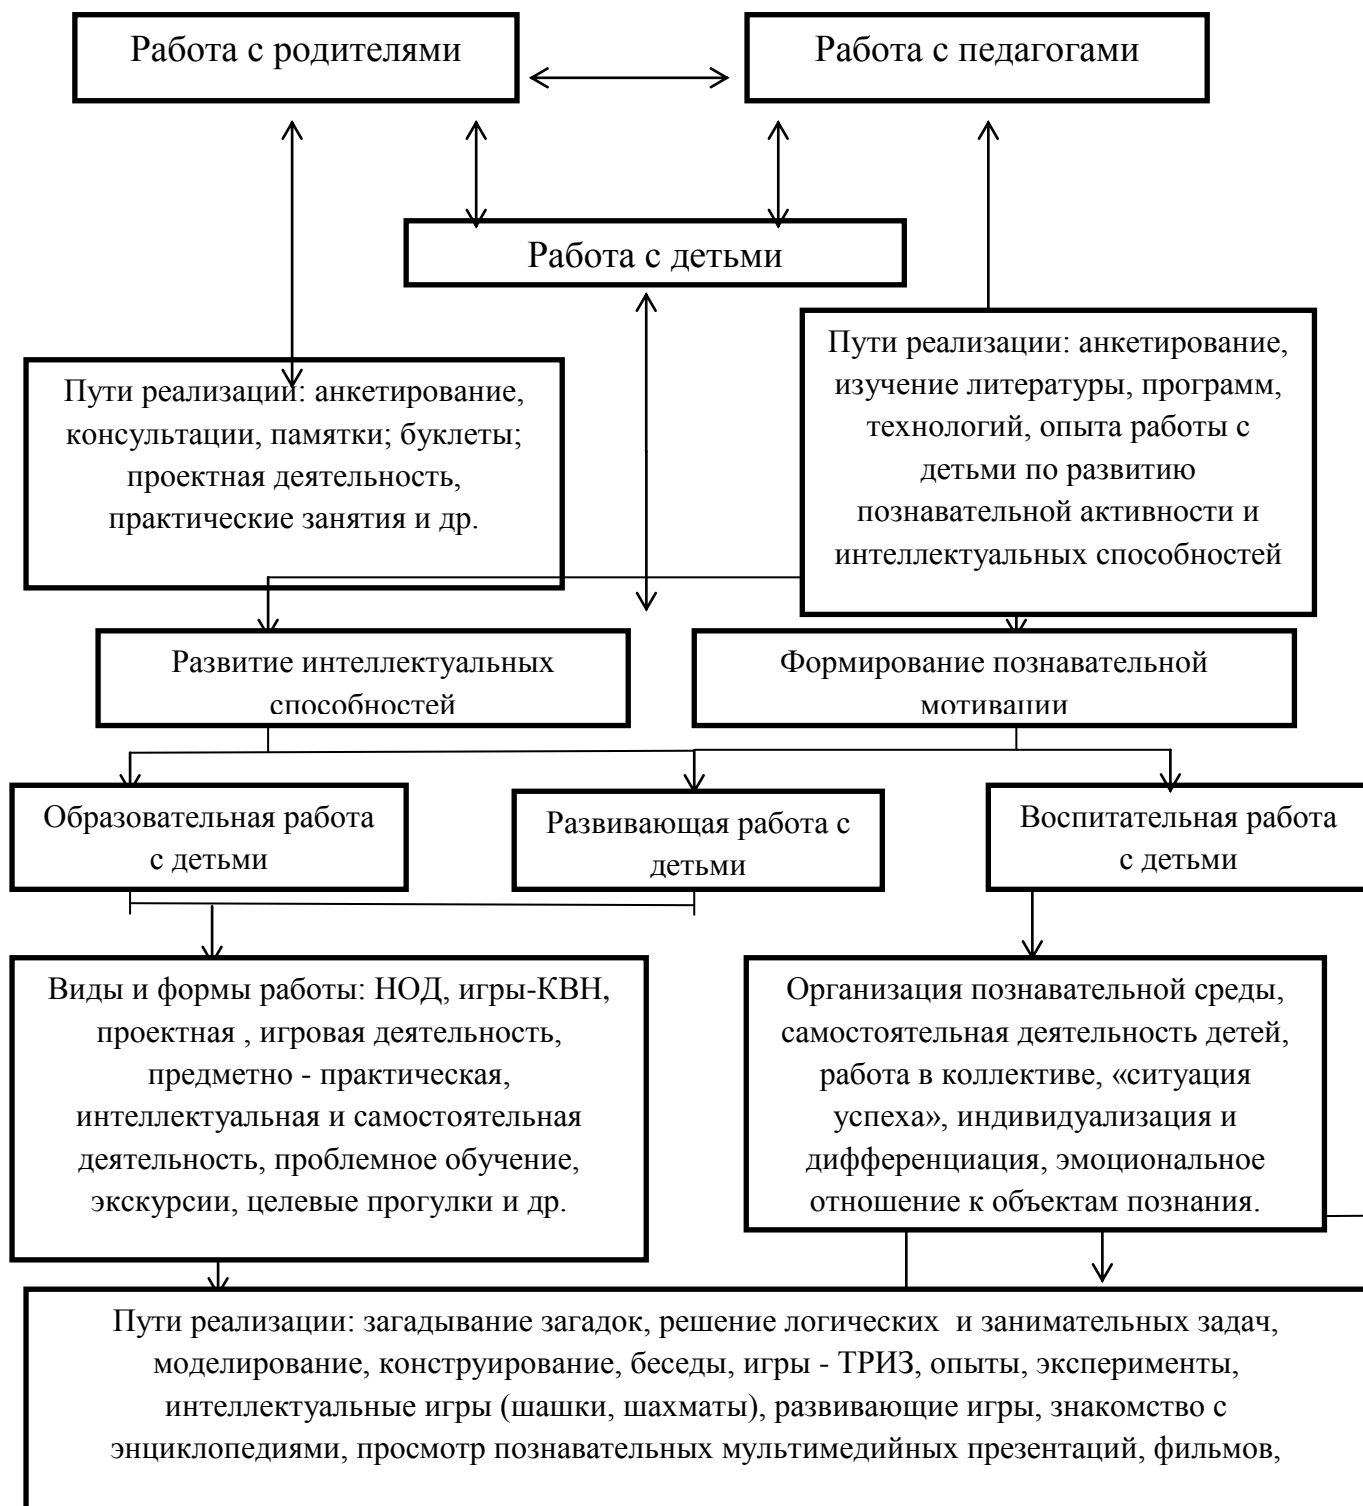 Работа с родителями
Работа с педагогами
Работа с детьми
Пути реализации: анкетирование,
консультации, памятки; буклеты;
проектная деятельность,
практические занятия и др.
Пути реализации: анкетирование,
изучение литературы, программ,
технологий, опыта работы с
детьми по развитию
познавательной активности и
интеллектуальных способностей
Развитие интеллектуальных
способностей
Формирование познавательной
мотивации
Образовательная работа
с детьми
Развивающая работа с
детьми
Воспитательная работа
с детьми
Виды и формы работы: НОД, игры-КВН,
проектная , игровая деятельность,
предметно - практическая,
интеллектуальная и самостоятельная
деятельность, проблемное обучение,
экскурсии, целевые прогулки и др.
Организация познавательной среды,
самостоятельная деятельность детей,
работа в коллективе, «ситуация
успеха», индивидуализация и
дифференциация, эмоциональное
отношение к объектам познания.
Пути реализации: загадывание загадок, решение логических  и занимательных задач,
моделирование, конструирование, беседы, игры - ТРИЗ, опыты, эксперименты,
интеллектуальные игры (шашки, шахматы), развивающие игры, знакомство с
энциклопедиями, просмотр познавательных мультимедийных презентаций, фильмов,